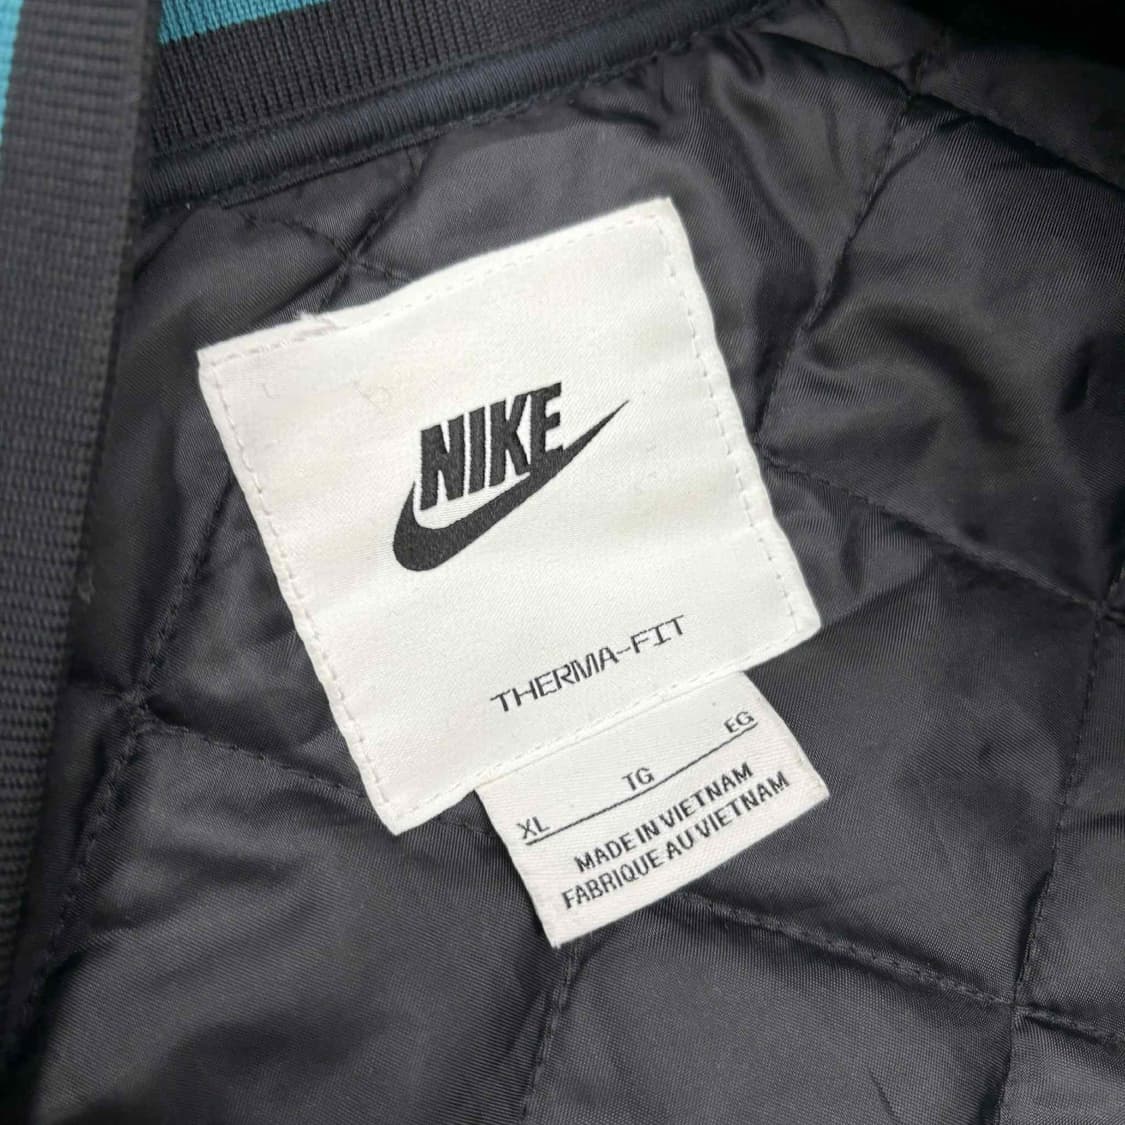 NIKE
THERMA-FIT
XL TG EG
MADE IN VIETNAM
FABRIQUE AU VIETNAM